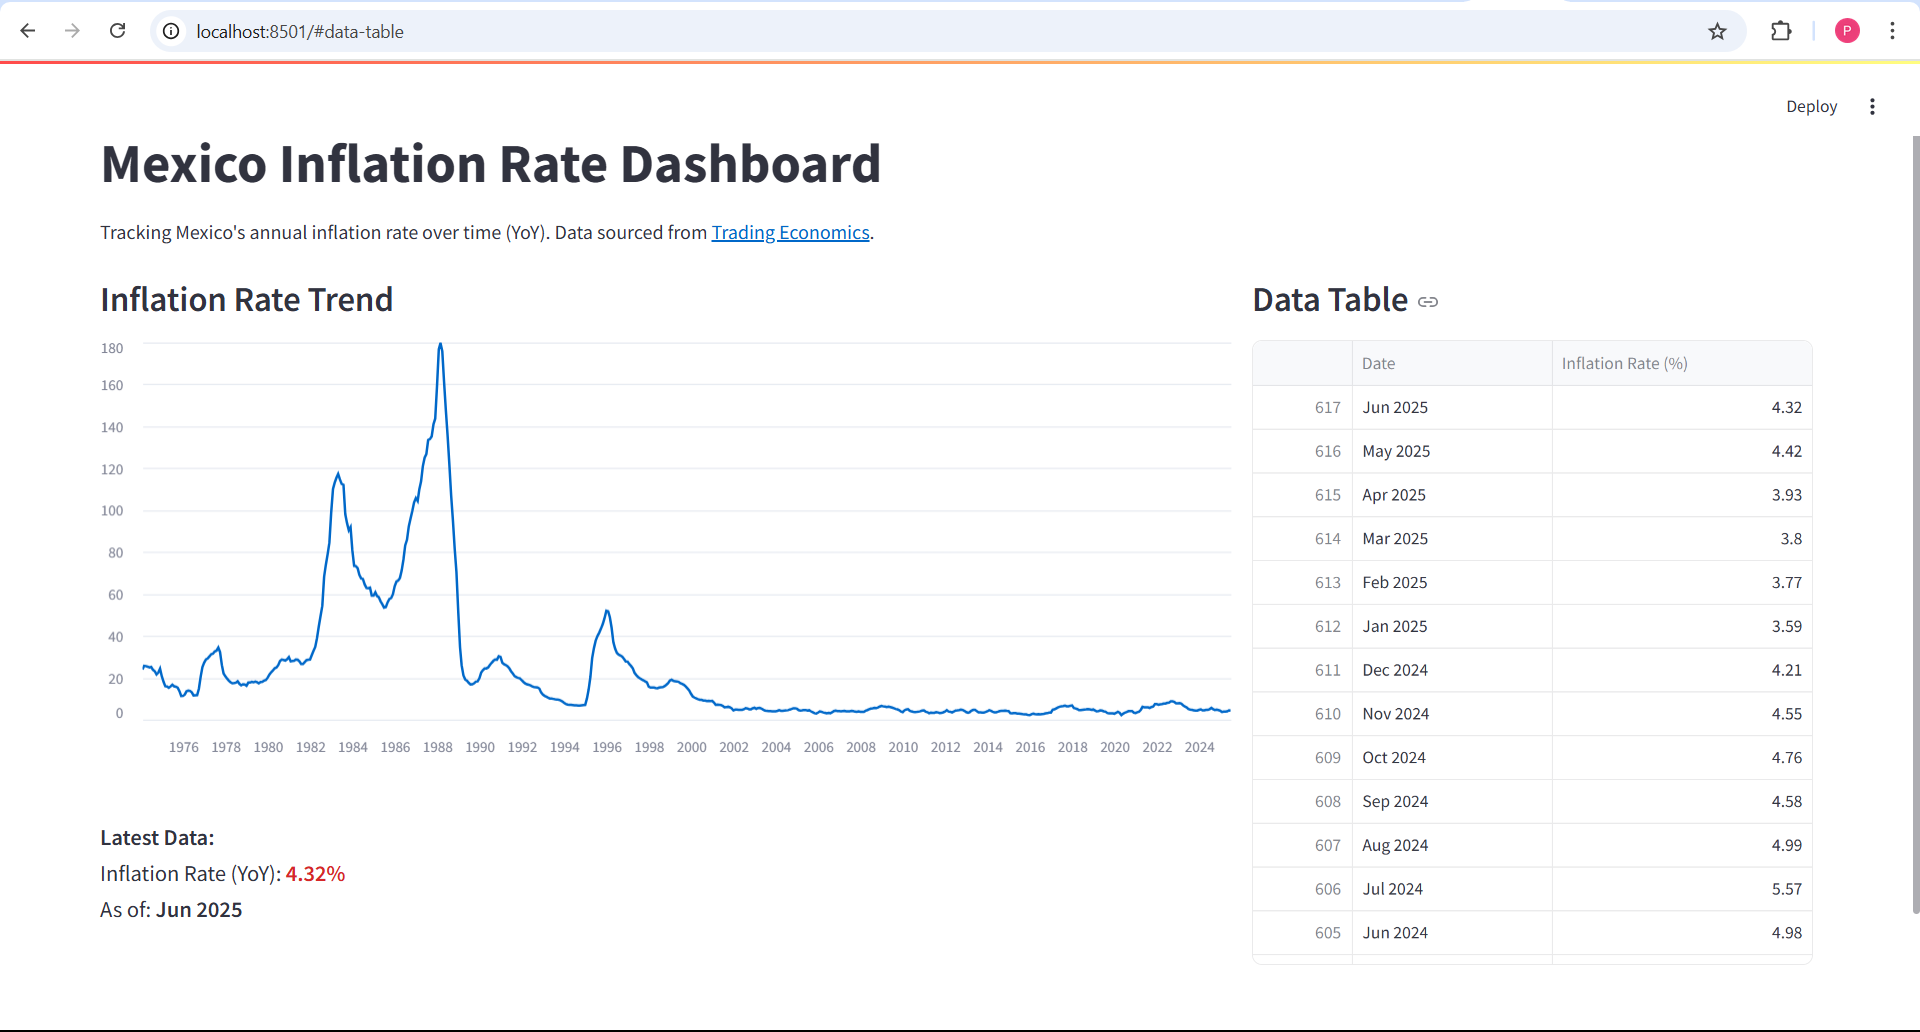 localhost:8501/#data-table
P
Deploy
Mexico Inflation Rate Dashboard
Tracking Mexico's annual inflation rate over time (YoY). Data sourced from Trading Economics.
Inflation Rate Trend
180
160
140
120
100
80
60
40
20
0
1976 1978 1980 1982 1984 1986 1988 1990 1992 1994 1996 1998 2000 2002 2004 2006 2008 2010 2012 2014 2016 2018 2020 2022 2024
Latest Data:
Inflation Rate (YoY): 4.32%
As of: Jun 2025
Data Table
Date Inflation Rate (%)
617 Jun 2025 4.32
616 May 2025 4.42
615 Apr 2025 3.93
614 Mar 2025 3.8
613 Feb 2025 3.77
612 Jan 2025 3.59
611 Dec 2024 4.21
610 Nov 2024 4.55
609 Oct 2024 4.76
608 Sep 2024 4.58
607 Aug 2024 4.99
606 Jul 2024 5.57
605 Jun 2024 4.98